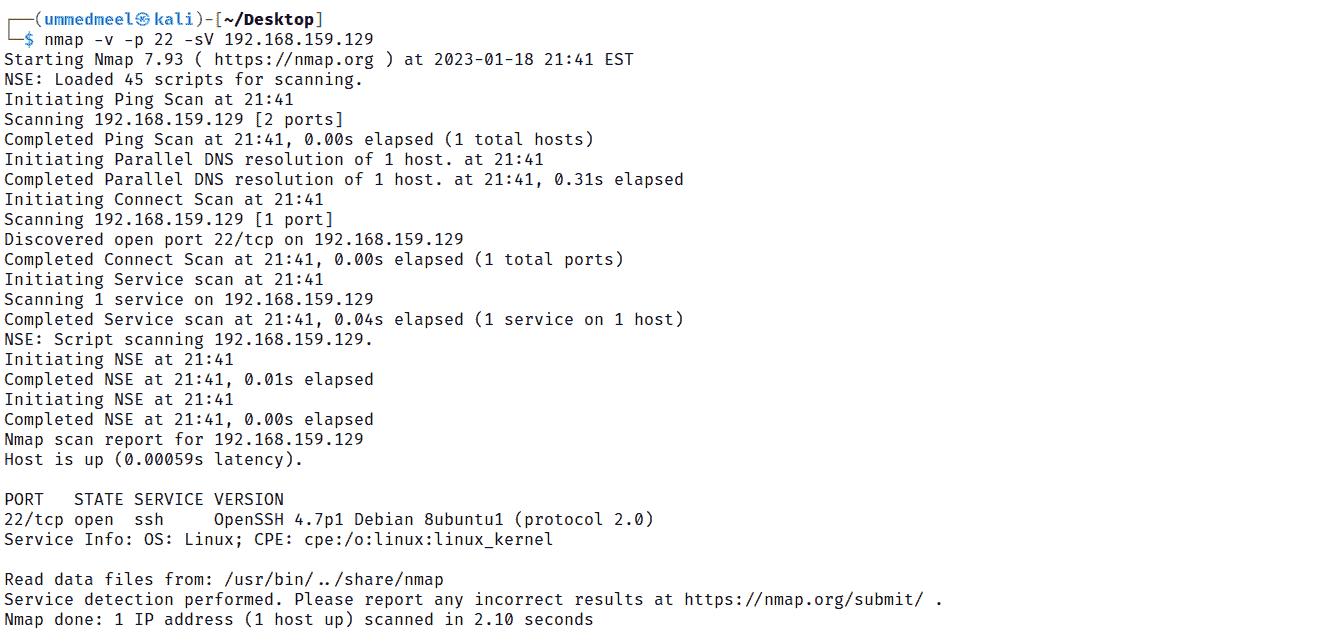 ┌──(ummedmeel㉿kali)-[~/Desktop]
└─$ nmap -v -p 22 -sV 192.168.159.129
Starting Nmap 7.93 ( https://nmap.org ) at 2023-01-18 21:41 EST
NSE: Loaded 45 scripts for scanning.
Initiating Ping Scan at 21:41
Scanning 192.168.159.129 [2 ports]
Completed Ping Scan at 21:41, 0.00s elapsed (1 total hosts)
Initiating Parallel DNS resolution of 1 host. at 21:41
Completed Parallel DNS resolution of 1 host. at 21:41, 0.31s elapsed
Initiating Connect Scan at 21:41
Scanning 192.168.159.129 [1 port]
Discovered open port 22/tcp on 192.168.159.129
Completed Connect Scan at 21:41, 0.00s elapsed (1 total ports)
Initiating Service scan at 21:41
Scanning 1 service on 192.168.159.129
Completed Service scan at 21:41, 0.04s elapsed (1 service on 1 host)
NSE: Script scanning 192.168.159.129.
Initiating NSE at 21:41
Completed NSE at 21:41, 0.01s elapsed
Initiating NSE at 21:41
Completed NSE at 21:41, 0.00s elapsed
Nmap scan report for 192.168.159.129
Host is up (0.00059s latency).

PORT   STATE SERVICE VERSION
22/tcp open  ssh     OpenSSH 4.7p1 Debian 8ubuntu1 (protocol 2.0)
Service Info: OS: Linux; CPE: cpe:/o:linux:linux_kernel

Read data files from: /usr/bin/../share/nmap
Service detection performed. Please report any incorrect results at https://nmap.org/submit/ .
Nmap done: 1 IP address (1 host up) scanned in 2.10 seconds